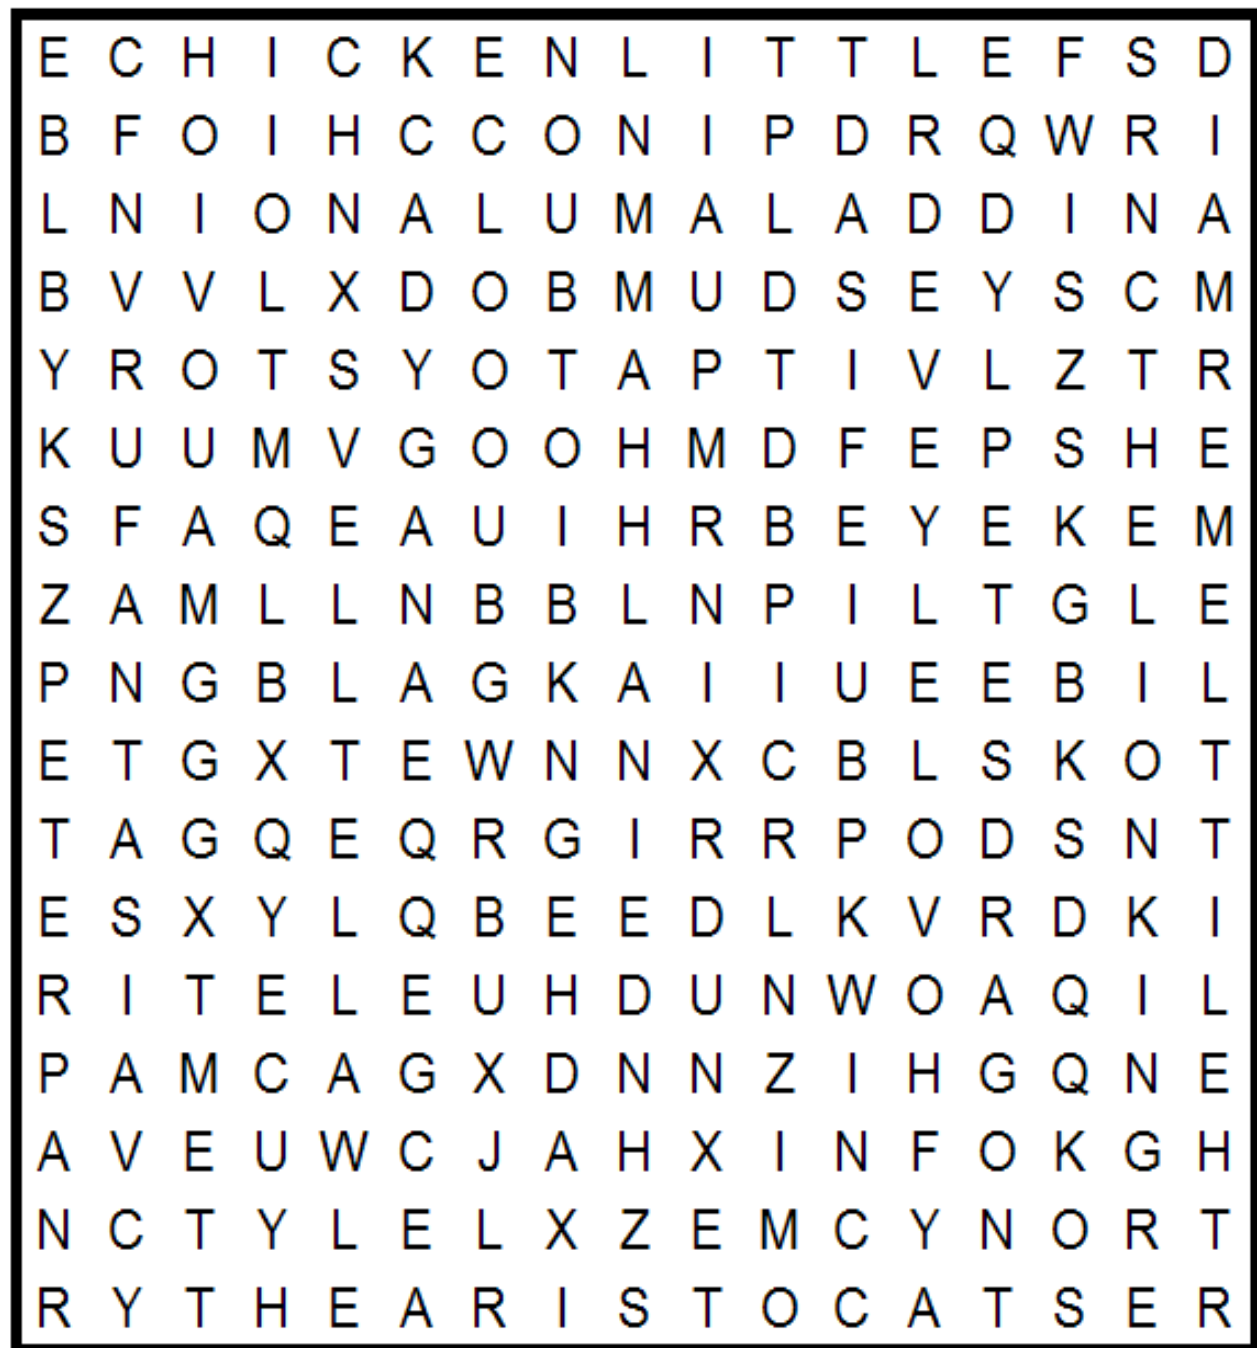 E C H I C K E N L I T T L E F S D
B F O I H C C O N I P D R Q W R I
L N I O N A L U M A L A D D I N A
B V V L X D O B M U D S E Y S C M
Y R O T S Y O T A P T I V L Z T R
K U U M V G O O H M D F E P S H E
S F A Q E A U I H R B E Y E K E M
Z A M L L N B B L N P I L T G L E
P N G B L A G K A I I U E E B I L
E T G X T E W N N X C B L S K O T
T A G Q E Q R G I R R P O D S N T
E S X Y L Q B E E D L K V R D K I
R I T E L E U H D U N W O A Q I L
P A M C A G X D N N Z I H G Q N E
A V E U W C J A H X I N F O K G H
N C T Y L E L X Z E M C Y N O R T
R Y T H E A R I S T O C A T S E R